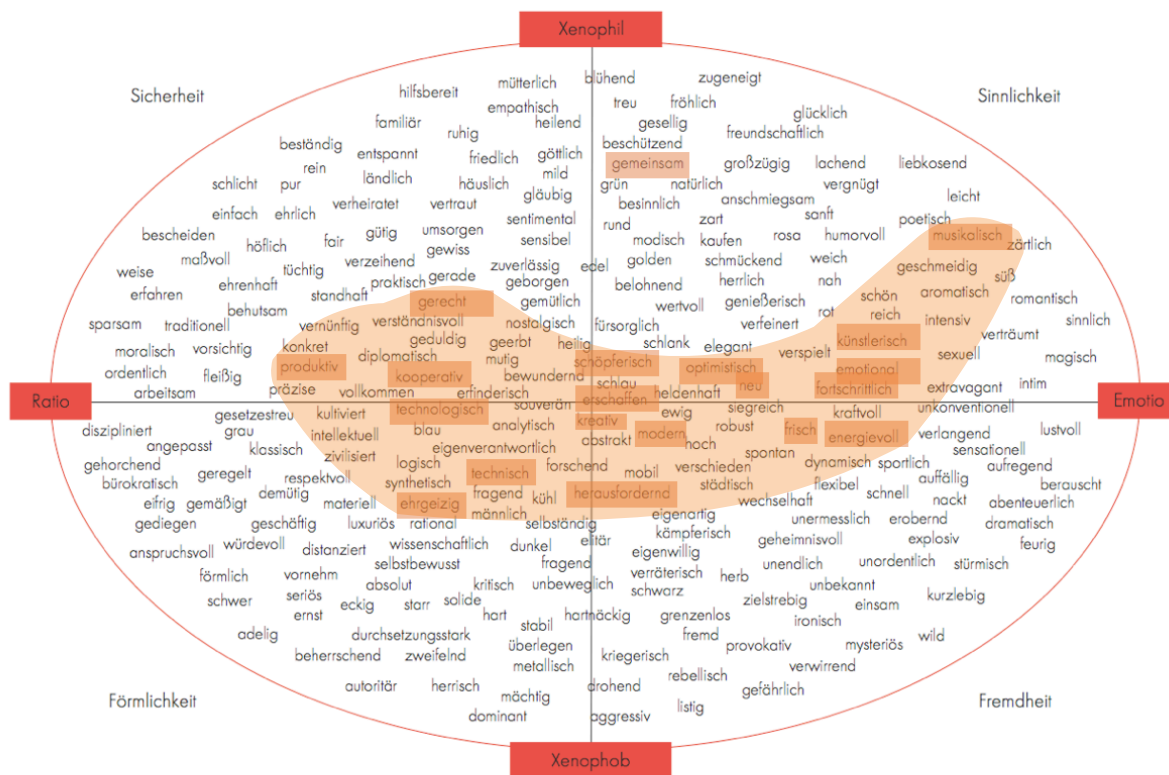 Xenophil
Sicherheit
Sinnlichkeit
mütterlich blühend zugeneigt
hilfsbereit
empathisch treu fröhlich
glücklich
familiär heilend gesellig
ruhig freundschaftlich
beständig beschützend
entspannt friedlich göttlich gemeinsam großzügig lachend liebkosend
rein mild
schlicht pur ländlich häuslich grün natürlich vergnügt
gläubig anschmiegsam leicht
einfach ehrlich verheiratet vertraut besinnlich
sentimental zart sanft poetisch
bescheiden fair gütig umsorgen rund rosa humorvoll musikalisch
höflich sensibel modisch kaufen zärtlich
maßvoll verzeihend gewiss golden schmückend weich
weise tüchtig zuverlässig edel geschmeidig
erfahren ehrenhaft praktisch gerade geborgen belohnend herrlich nah süß
behutsam standhaft gerecht gemütlich wertvoll genießerisch schön aromatisch romantisch
reich
sparsam traditionell vernünftig verständnisvoll nostalgisch fürsorglich verfeinert rot intensiv sinnlich
moralisch vorsichtig konkret geduldig geerbt heilig schlank elegant künstlerisch verträumt
diplomatisch mutig verspielt sexuell magisch
ordentlich fleißig produktiv kooperativ bewundernd schöpferisch optimistisch emotional
arbeitsam präzise vollkommen erfinderisch schlau heldenhaft neu fortschrittlich extravagant intim
Ratio
Emotio
souverän erschaffen
gesetzestreu kultiviert technologisch ewig siegreich kraftvoll unkonventionell
diszipliniert grau blau analytisch kreativ robust frisch lustvoll
intellektuell modern energievoll verlangend
angepasst klassisch zivilisiert eigenverantwortlich abstrakt hoch spontan sensationell
gehorchend geregelt logisch forschend mobil verschieden dynamisch sportlich aufregend
bürokratisch respektvoll technisch
synthetisch städtisch flexibel auffällig berauscht
eifrig gemäßigt demütig materiell ehrgeizig fragend kühl herausfordernd wechselhaft schnell nackt abenteuerlich
männlich
gediegen geschäftig luxuriös rational selbständig eigenartig unermesslich erobernd dramatisch
anspruchsvoll würdevoll distanziert wissenschaftlich dunkel elitär kämpferisch geheimnisvoll explosiv feurig
selbstbewusst fragend eigenwillig
förmlich vornehm verräterisch herb unendlich unordentlich stürmisch
absolut kritisch unbeweglich unbekannt
schwer seriös schwarz kurzlebig
eckig starr solide zielstrebig einsam
ernst hart hartnäckig grenzenlos
stabil ironisch
adelig durchsetzungsstark fremd wild
überlegen provokativ mysteriös
beherrschend zweifelnd kriegerisch
metallisch rebellisch verwirrend
autoritär herrisch drohend gefährlich
Förmlichkeit
Fremdheit
mächtig listig
dominant aggressiv
Xenophob